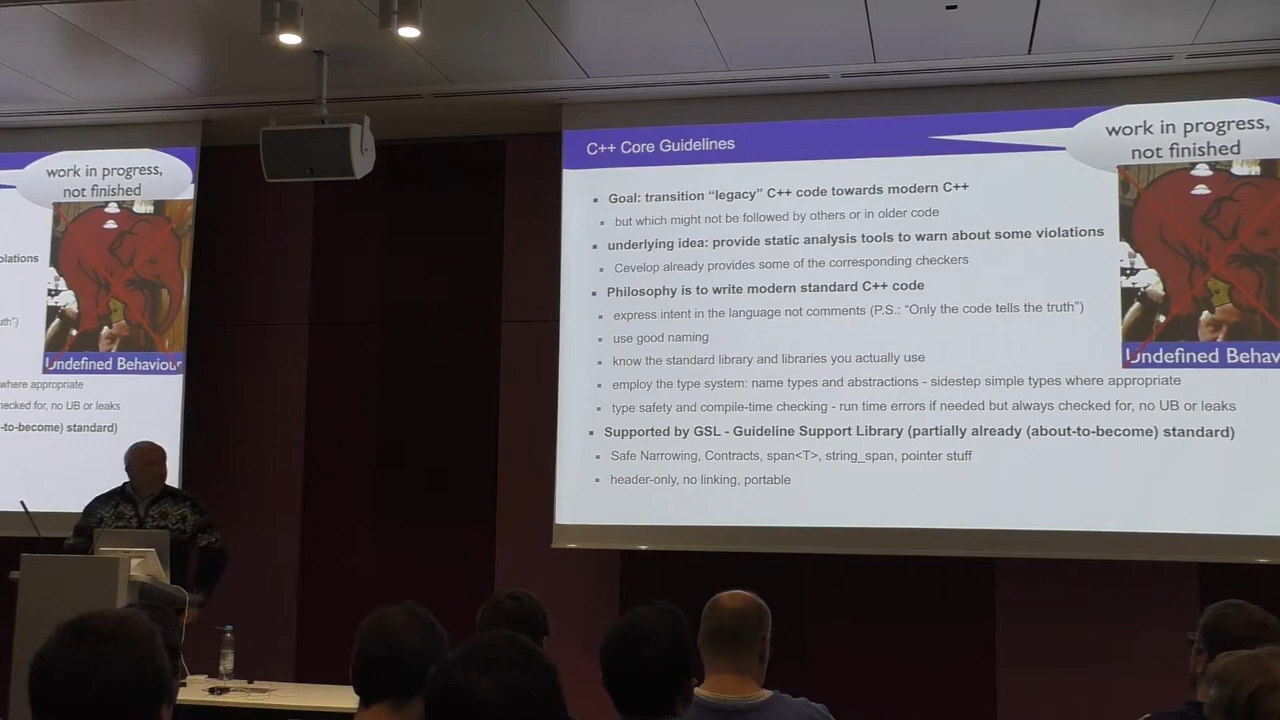 work in progress,
not finished
olations
uth")
Undefined Behaviour
where appropriate
hecked for, no UB or leaks
-to-become) standard)
C++ Core Guidelines
work in progress,
not finished
Goal: transition “legacy” C++ code towards modern C++
but which might not be followed by others or in older code
underlying idea: provide static analysis tools to warn about some violations
Cevelop already provides some of the corresponding checkers
Philosophy is to write modern standard C++ code
express intent in the language not comments (P.S.: “Only the code tells the truth”)
use good naming
know the standard library and libraries you actually use
Undefined Behav
employ the type system: name types and abstractions - sidestep simple types where appropriate
type safety and compile-time checking - run time errors if needed but always checked for, no UB or leaks
Supported by GSL - Guideline Support Library (partially already (about-to-become) standard)
Safe Narrowing, Contracts, span<T>, string_span, pointer stuff
header-only, no linking, portable